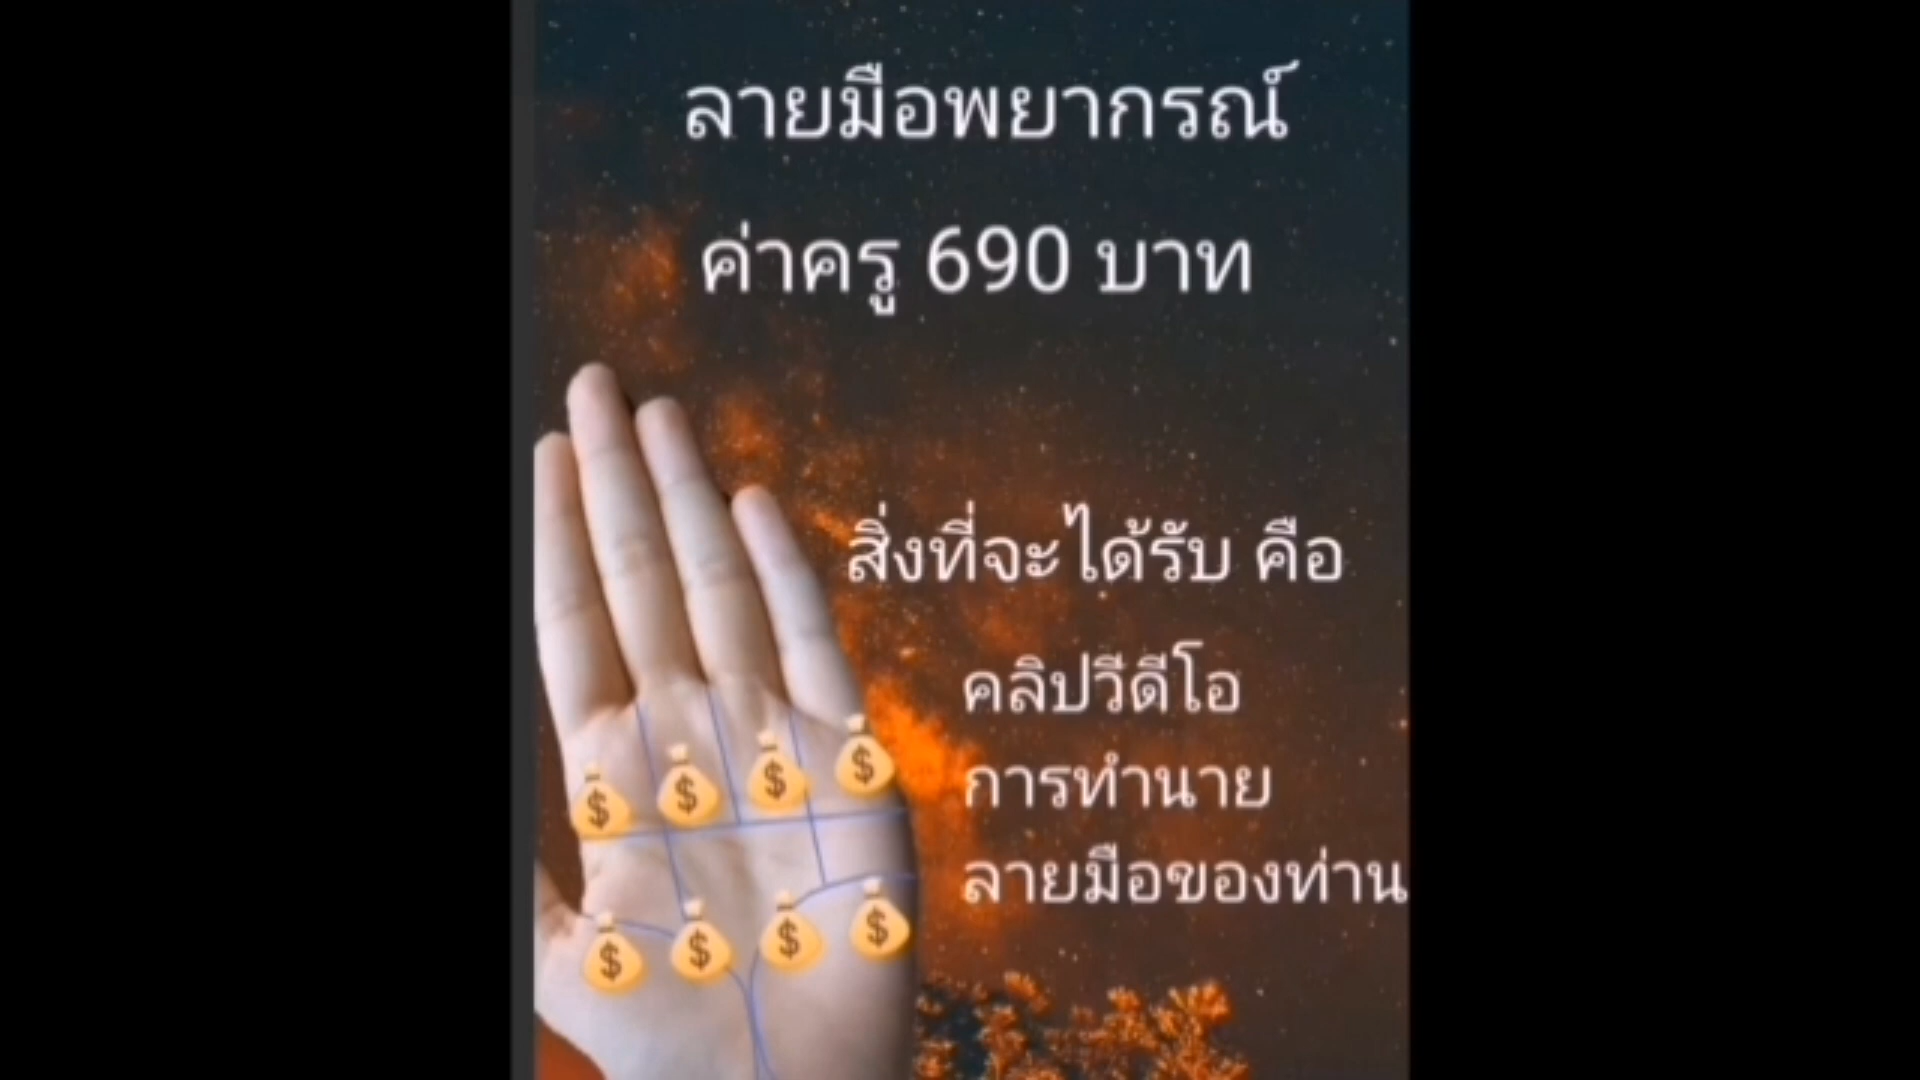 ลายมือพยากรณ์
ค่าครู 690 บาท
สิ่งที่จะได้รับ คือ
คลิปวีดีโอ
การทำนาย
ลายมือของท่าน